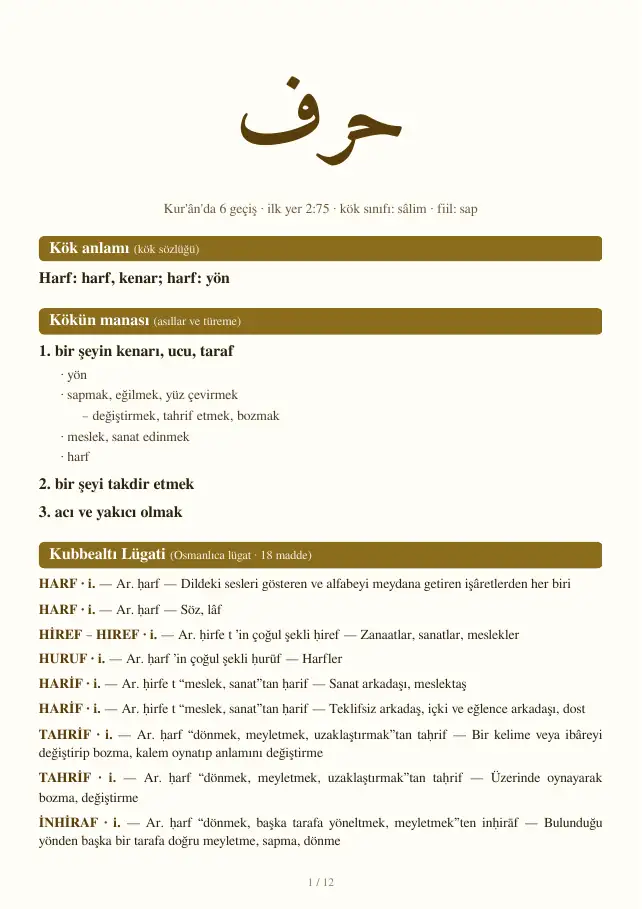 حرف
Kur'ân'da 6 geçiş · ilk yer 2:75 · kök sınıfı: sâlim · fiil: sap
Kök anlamı (kök sözlüğü)
Harf: harf, kenar; harf: yön
Kökün manası (asıllar ve türeme)
1. bir şeyin kenarı, ucu, taraf
· yön
· sapmak, eğilmek, yüz çevirmek
– değiştirmek, tahrif etmek, bozmak
· meslek, sanat edinmek
· harf
2. bir şeyi takdir etmek
3. acı ve yakıcı olmak
Kubbealtı Lügati (Osmanlıca lügat · 18 madde)
HARF · i. — Ar. ḥarf — Dildeki sesleri gösteren ve alfabeyi meydana getiren işâretlerden her biri
HARF · i. — Ar. ḥarf — Söz, lâf
HİREF – HIREF · i. — Ar. ḥirfe t ’in çoğul şekli ḥiref — Zanaatlar, sanatlar, meslekler
HURUF · i. — Ar. ḥarf ’in çoğul şekli ḥurūf — Harfler
HARİF · i. — Ar. ḥirfe t “meslek, sanat”tan ḥarіf — Sanat arkadaşı, meslektaş
HARİF · i. — Ar. ḥirfe t “meslek, sanat”tan ḥarіf — Teklifsiz arkadaş, içki ve eğlence arkadaşı, dost
TAHRİF · i. — Ar. ḥarf “dönmek, meyletmek, uzaklaştırmak”tan taḥrіf — Bir kelime veya ibâreyi
değiştirip bozma, kalem oynatıp anlamını değiştirme
TAHRİF · i. — Ar. ḥarf “dönmek, meyletmek, uzaklaştırmak”tan taḥrіf — Üzerinde oynayarak
bozma, değiştirme
İNHİRAF · i. — Ar. ḥarf “dönmek, başka tarafa yöneltmek, meyletmek”ten inḥirāf — Bulunduğu
yönden başka bir tarafa doğru meyletme, sapma, dönme
1 / 12